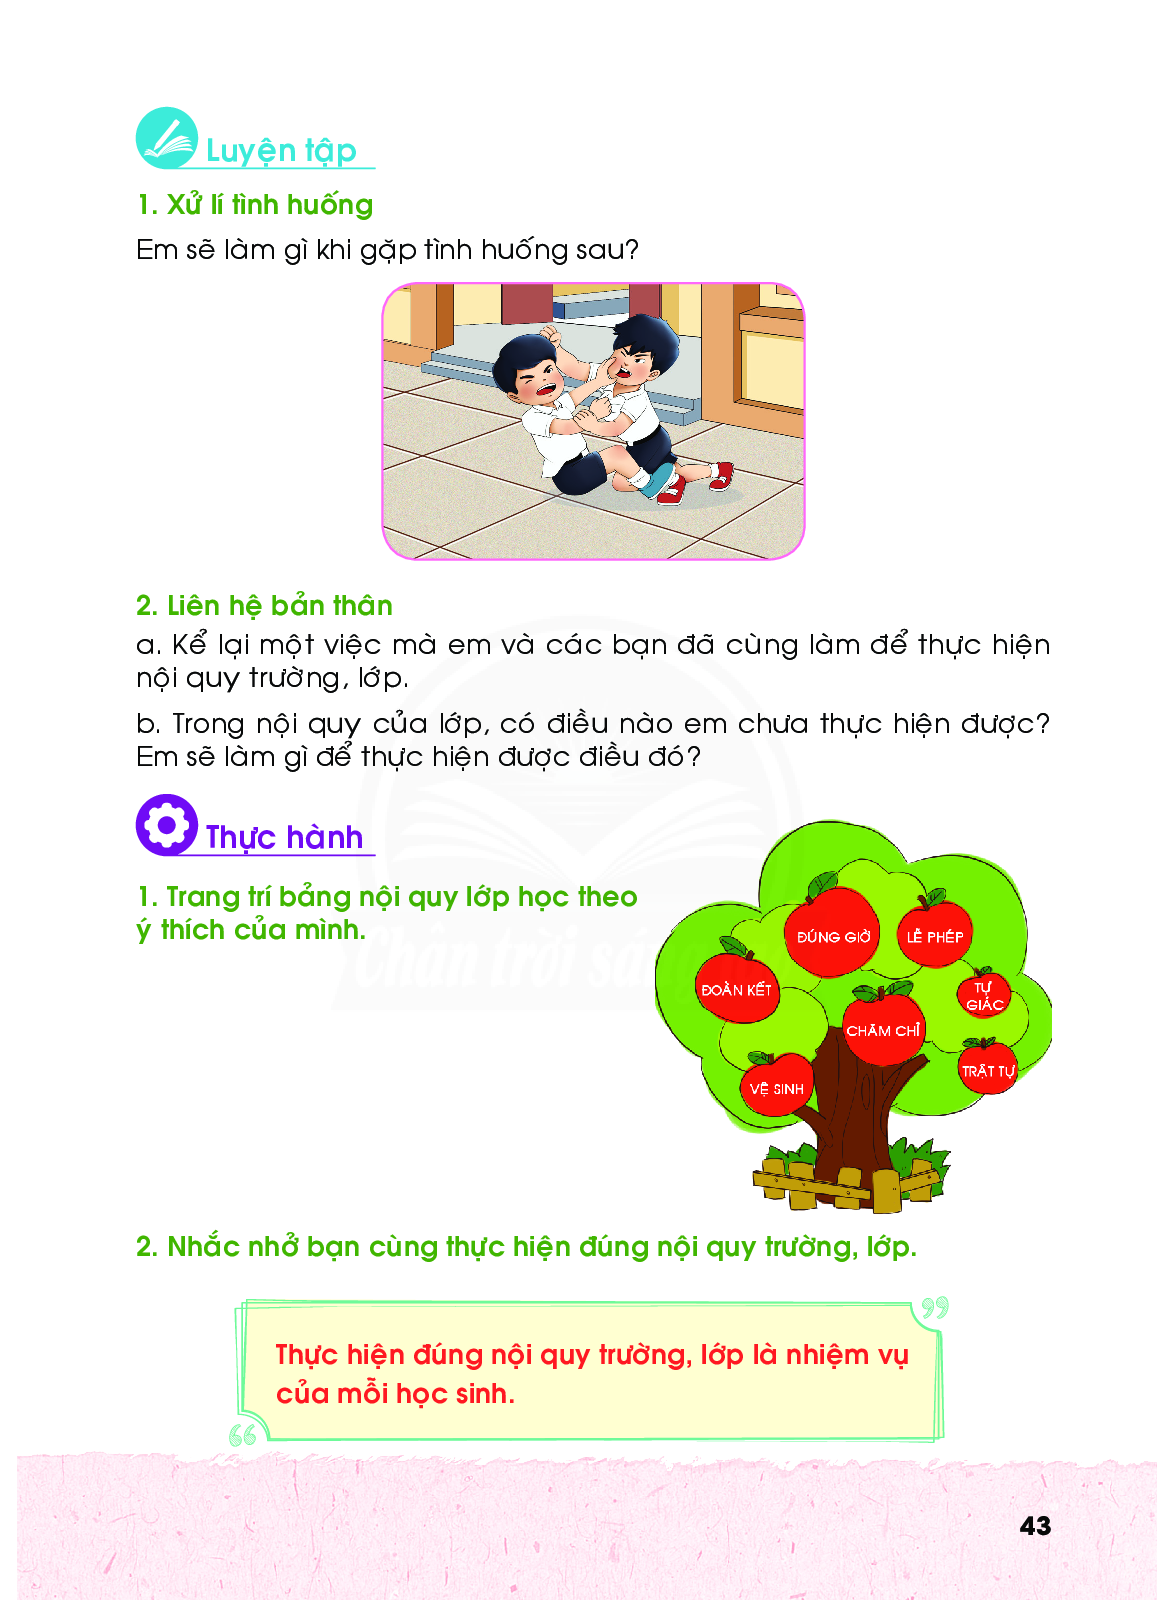 Luyện tập
1. Xử lí tình huống
Em sẽ làm gì khi gặp tình huống sau?
2. Liên hệ bản thân
a. Kể lại một việc mà em và các bạn đã cùng làm để thực hiện
nội quy trường, lớp.
b. Trong nội quy của lớp, có điều nào em chưa thực hiện được?
Em sẽ làm gì để thực hiện được điều đó?
Thực hành
1. Trang trí bảng nội quy lớp học theo
ý thích của mình.
Chân trời sáng tạo
ĐÚNG GIỜ
LỄ PHÉP
ĐOÀN KẾT
TỰ
GIÁC
CHĂM CHỈ
TRẬT TỰ
VỆ SINH
2. Nhắc nhở bạn cùng thực hiện đúng nội quy trường, lớp.
Thực hiện đúng nội quy trường, lớp là nhiệm vụ
của mỗi học sinh.
43